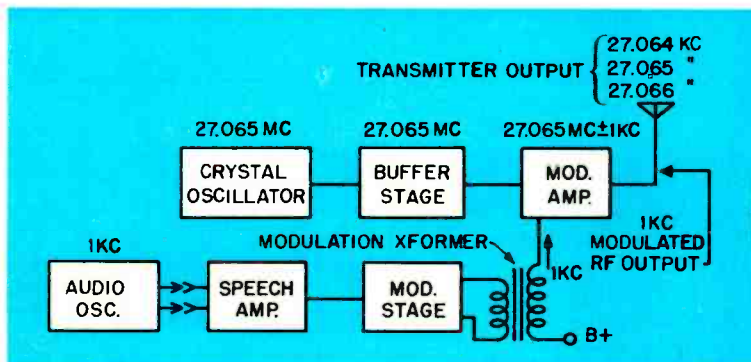 27.064 KC
TRANSMITTER OUTPUT 27.065 "
27.066 "
27.065 MC 27.065 MC 27.065 MC±1KC
CRYSTAL OSCILLATOR
BUFFER STAGE
MOD. AMP.
1KC MODULATED RF OUTPUT
MODULATION XFORMER
1KC
1KC
AUDIO OSC.
SPEECH AMP.
MOD. STAGE
B+